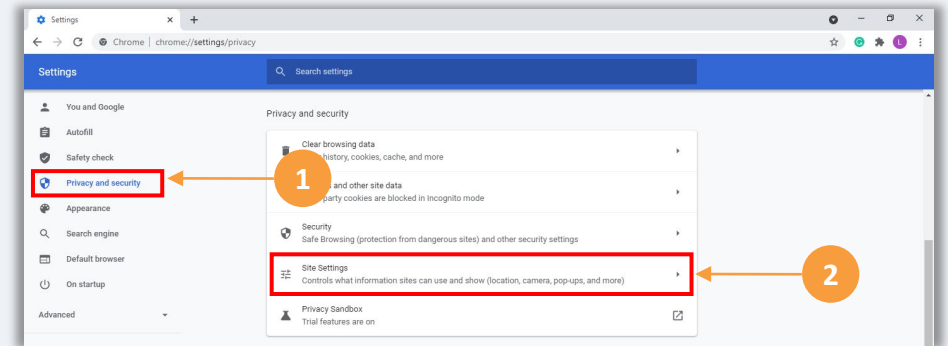 Settings
Chrome | chrome://settings/privacy
L
Settings
Search settings
You and Google
Autofill
Safety check
Privacy and security
Appearance
Search engine
Default browser
On startup
Advanced
Privacy and security
Clear browsing data
history, cookies, cache, and more
1
and other site data
party cookies are blocked in Incognito mode
Security
Safe Browsing (protection from dangerous sites) and other security settings
Site Settings
Controls what information sites can use and show (location, camera, pop-ups, and more)
2
Privacy Sandbox
Trial features are on